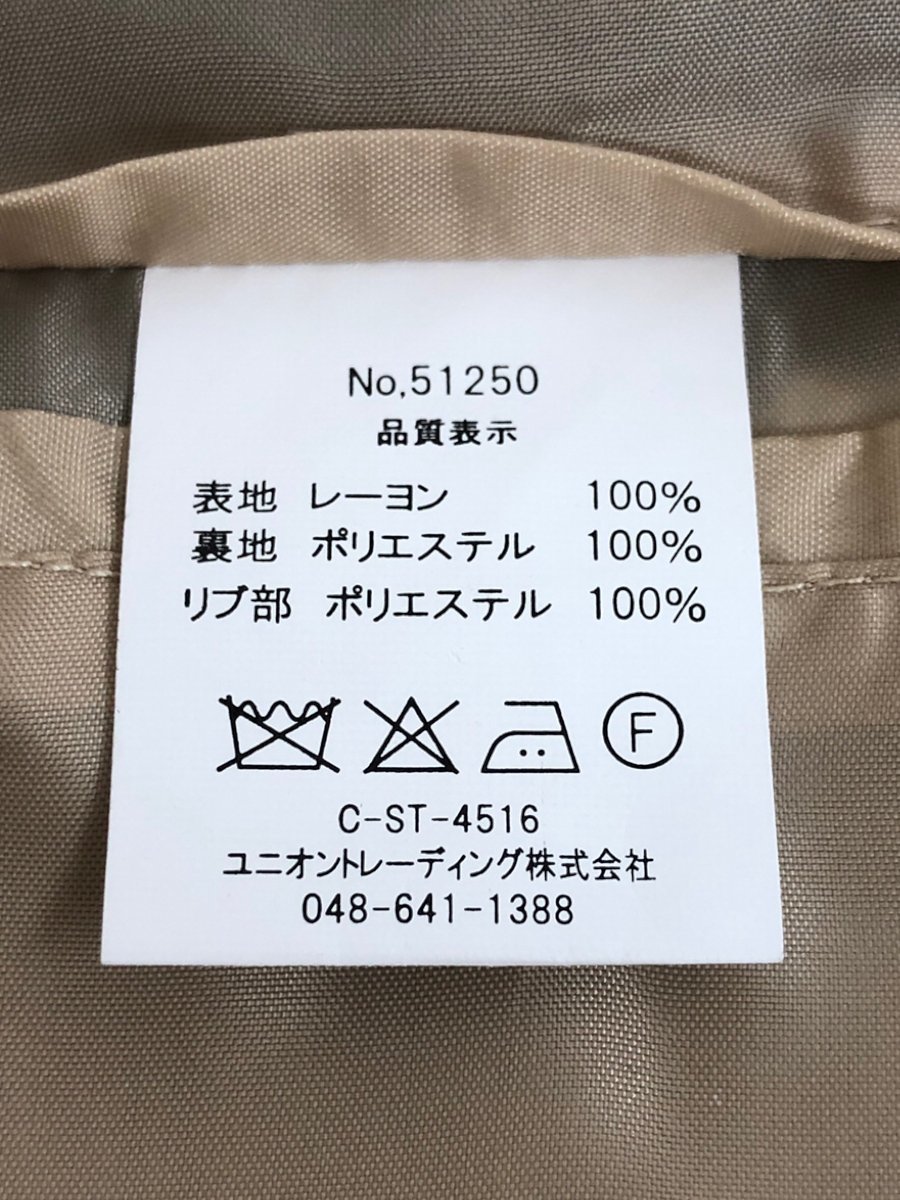 No,51250
品質表示
表地 レーヨン 100%
裏地 ポリエステル 100%
リブ部 ポリエステル 100%
F
C-ST-4516
ユニオントレーディング株式会社
048-641-1388